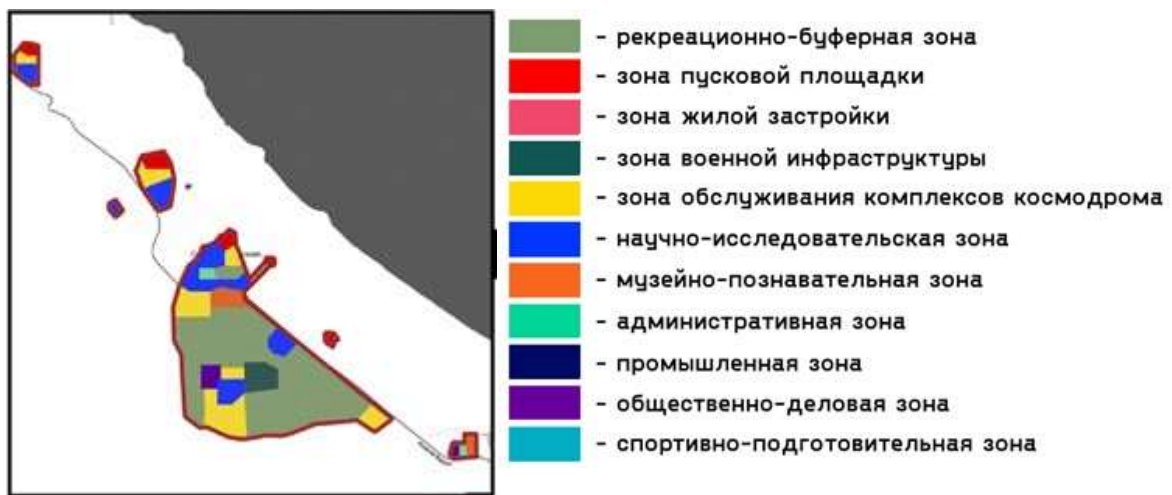 - рекреационно-буферная зона
- зона пусковой площадки
- зона жилой застройки
- зона военной инфраструктуры
- зона обслуживания комплексов космодрома
- научно-исследовательская зона
- музейно-познавательная зона
- административная зона
- промышленная зона
- общественно-деловая зона
- спортивно-подготовительная зона